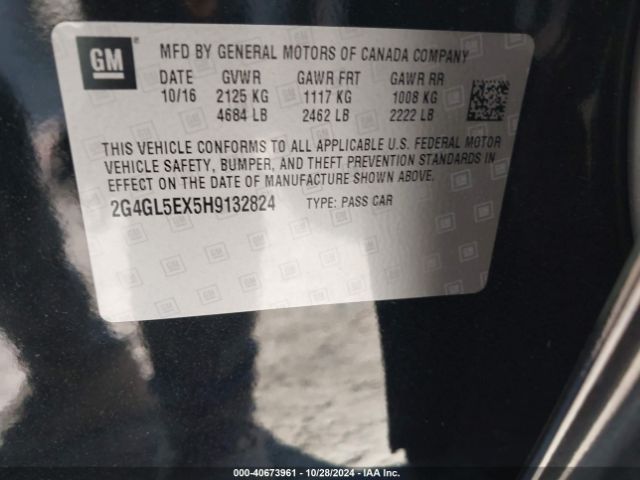 GM
MFD BY GENERAL MOTORS OF CANADA COMPANY
DATE GVWR GAWR FRT GAWR RR
10/16 2125 KG 1117 KG 1008 KG
4684 LB 2462 LB 2222 LB
THIS VEHICLE CONFORMS TO ALL APPLICABLE U.S. FEDERAL MOTOR
VEHICLE SAFETY, BUMPER, AND THEFT PREVENTION STANDARDS IN
EFFECT ON THE DATE OF MANUFACTURE SHOWN ABOVE.
2G4GL5EX5H9132824 TYPE: PASS CAR
000-40673961 - 10/28/2024 - IAA Inc.